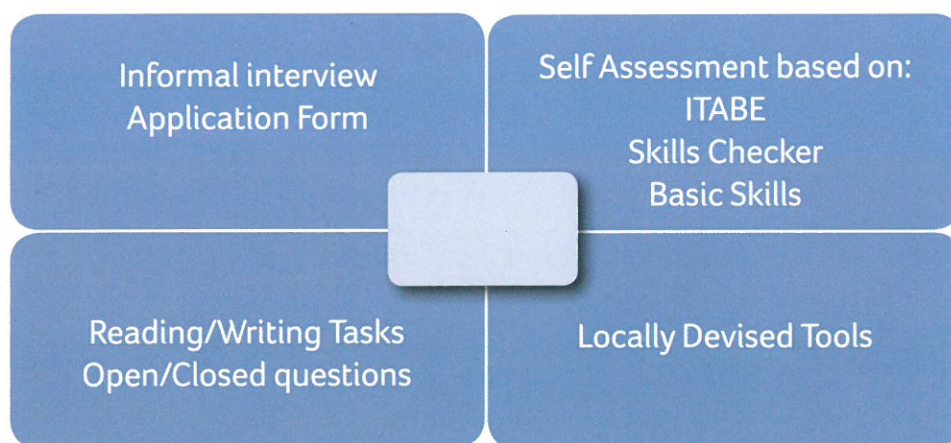 Informal interview
Application Form
Self Assessment based on:
ITABE
Skills Checker
Basic Skills
Reading/Writing Tasks
Open/Closed questions
Locally Devised Tools